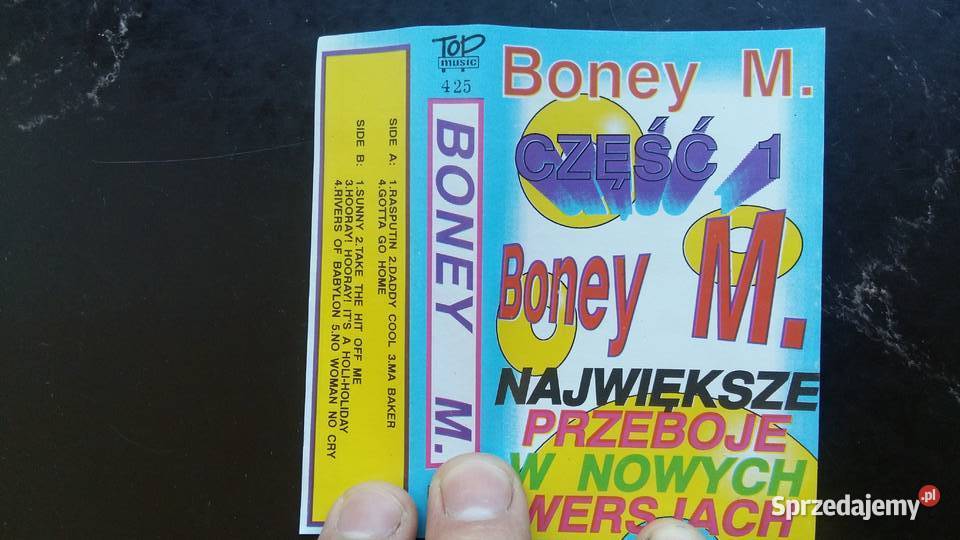 SIDE A: 1.RASPUTIN 2.DADDY COOL 3.MA BAKER
4.GOTTA GO HOME
SIDE B: 1.SUNNY 2.TAKE THE HIT OFF ME
3.HOORAY! HOORAY! IT'S A HOLI-HOLIDAY
4.RIVERS OF BABYLON 5.NO WOMAN NO CRY
TOP
music
425
BONEY M.
Boney M.
CZĘŚĆ 1
Boney M.
NAJWIĘKSZE
PRZEBOJE
W NOWYCH
WERSJACH
Sprzedajemy.pl